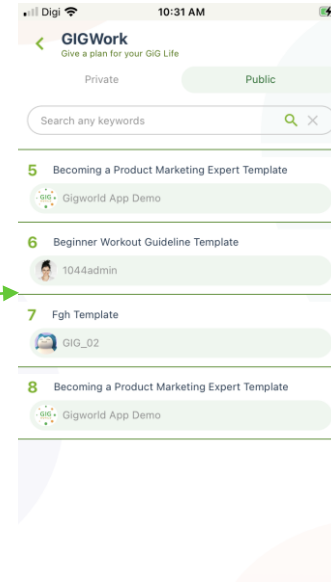 Digi 10:31 AM
GIGWork
Give a plan for your GiG Life
Private Public
Search any keywords
5 Becoming a Product Marketing Expert Template
GIG Gigworld App Demo
6 Beginner Workout Guideline Template
1044admin
7 Fgh Template
GIG_02
8 Becoming a Product Marketing Expert Template
GIG Gigworld App Demo